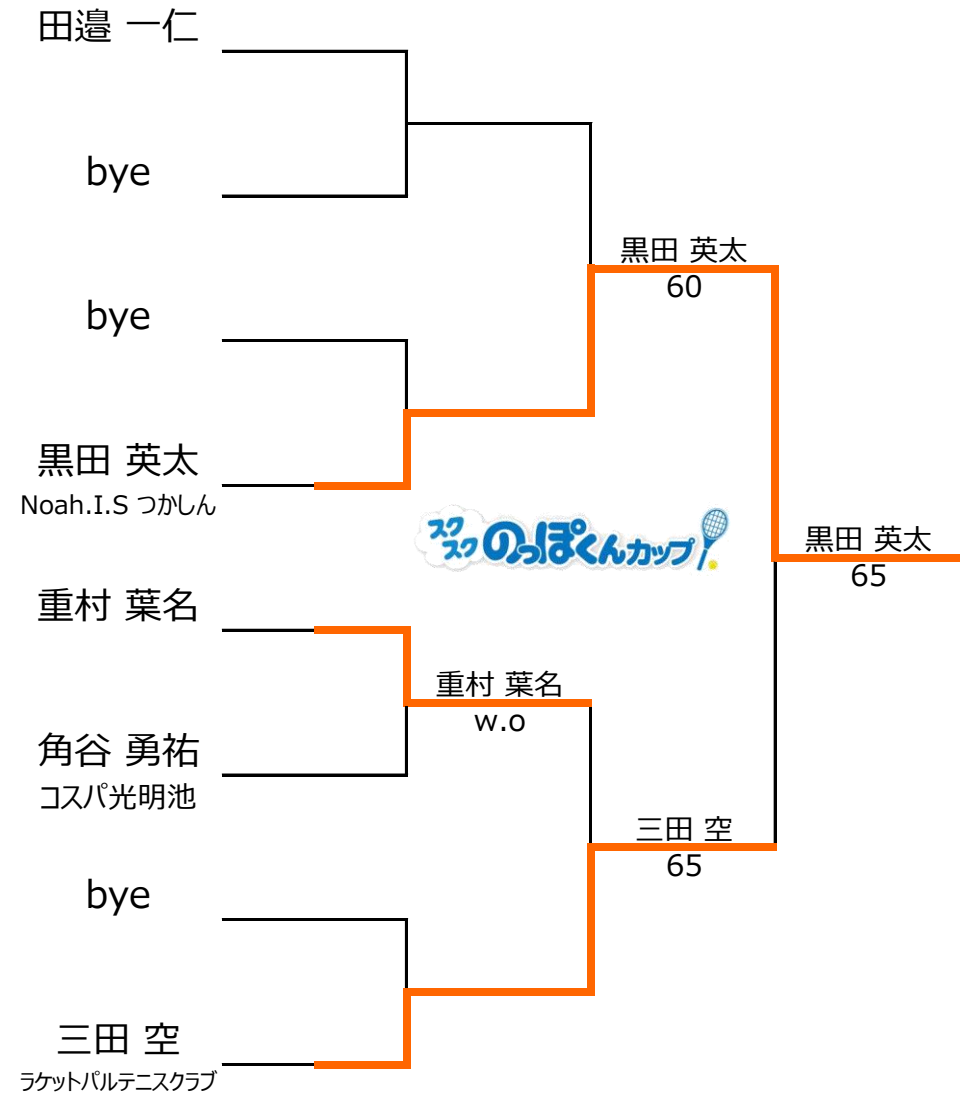 田邉 一仁
bye
bye
黒田 英太
Noah.I.S つかしん
重村 葉名
角谷 勇祐
コスパ光明池
bye
三田 空
ラケットパルテニスクラブ
黒田 英太
60
スクスク のっぽくんカップ
重村 葉名
w.o
三田 空
65
黒田 英太
65